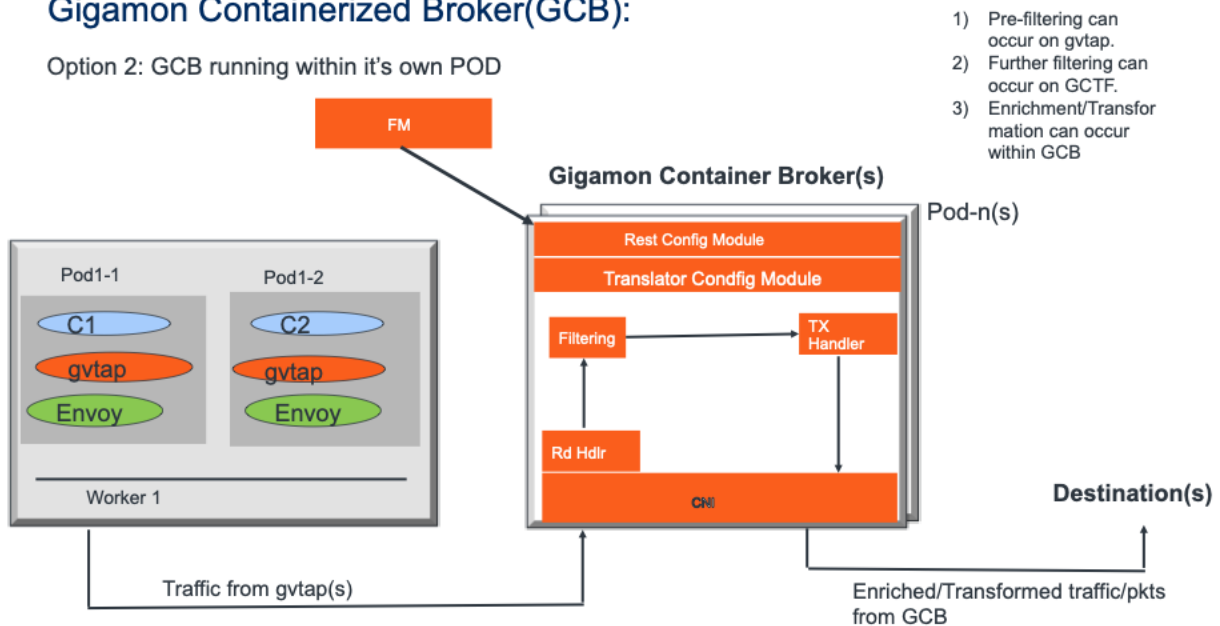 Gigamon Containerized Broker(GCB):
Option 2: GCB running within it's own POD
1) Pre-filtering can
occur on gvtap.
2) Further filtering can
occur on GCTF.
3) Enrichment/Transfor
mation can occur
within GCB
FM
Gigamon Container Broker(s)
Pod-n(s)
Rest Config Module
Translator Condfig Module
Filtering
TX
Handler
Rd Hdlr
Pod1-1
Pod1-2
C1
C2
gvtap
gvtap
Envoy
Envoy
Worker 1
Destination(s)
Traffic from gvtap(s)
Enriched/Transformed traffic/pkts
from GCB